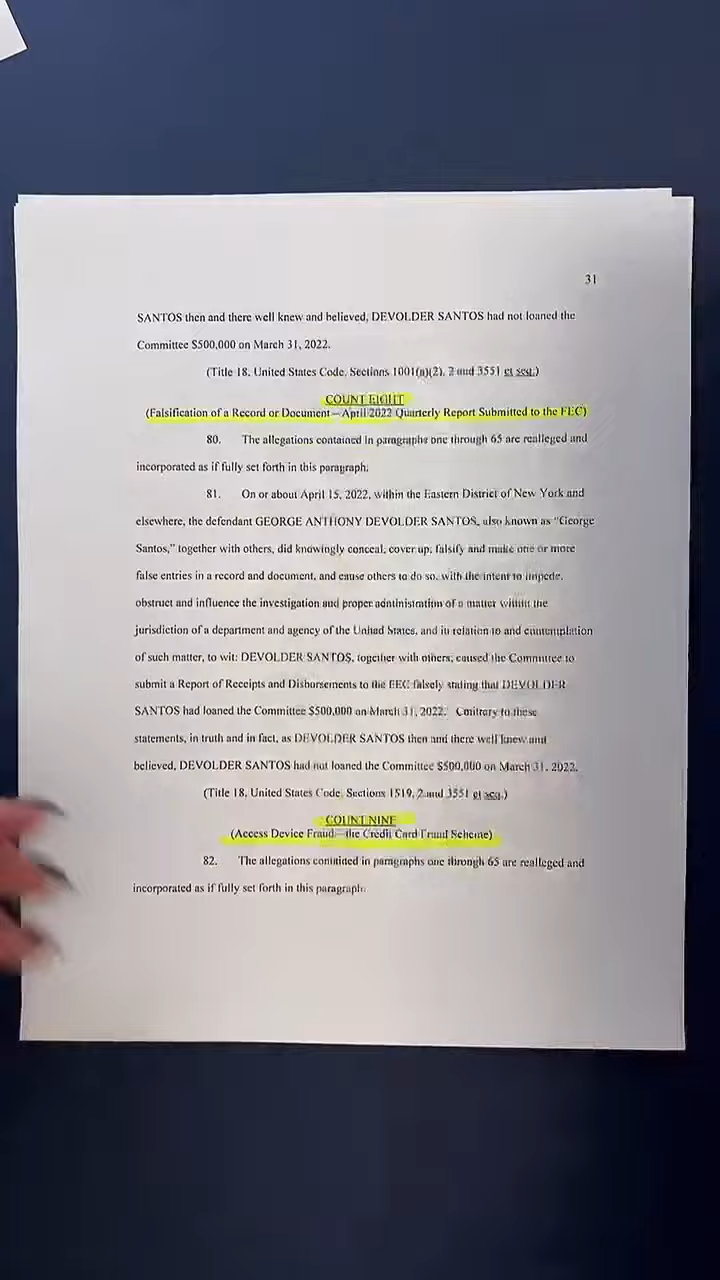 31
SANTOS then and there well knew and believed, DEVOLDER SANTOS had not loaned the
Committee $500,000 on March 31, 2022.
(Title 18, United States Code, Sections 1001(a)(2), 2 and 3551 et seq.)
COUNT EIGHT
(Falsification of a Record or Document – April 2022 Quarterly Report Submitted to the FEC)
80. The allegations contained in paragraphs one through 65 are realleged and
incorporated as if fully set forth in this paragraph.
81. On or about April 15, 2022, within the Eastern District of New York and
elsewhere, the defendant GEORGE ANTHONY DEVOLDER SANTOS, also known as “George
Santos,” together with others, did knowingly conceal, cover up, falsify and make one or more
false entries in a record and document, and cause others to do so, with the intent to impede,
obstruct and influence the investigation and proper administration of a matter within the
jurisdiction of a department and agency of the United States, and in relation to and contemplation
of such matter, to wit: DEVOLDER SANTOS, together with others, caused the Committee to
submit a Report of Receipts and Disbursements to the FEC falsely stating that DEVOLDER
SANTOS had loaned the Committee $500,000 on March 31, 2022. Contrary to these
statements, in truth and in fact, as DEVOLDER SANTOS then and there well knew and
believed, DEVOLDER SANTOS had not loaned the Committee $500,000 on March 31, 2022.
(Title 18, United States Code, Sections 1519, 2 and 3551 et seq.)
COUNT NINE
(Access Device Fraud – the Credit Card Fraud Scheme)
82. The allegations contained in paragraphs one through 65 are realleged and
incorporated as if fully set forth in this paragraph.